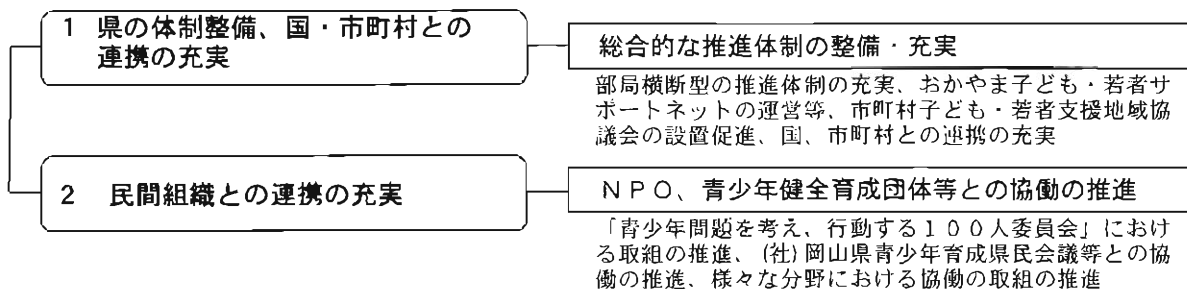 1 県の体制整備、国・市町村との
連携の充実
総合的な推進体制の整備・充実
部局横断型の推進体制の充実、おかやま子ども・若者サ
ポートネットの運営等、市町村子ども・若者支援地域協
議会の設置促進、国、市町村との連携の充実
2 民間組織との連携の充実
ＮＰＯ、青少年健全育成団体等との協働の推進
「青少年問題を考え、行動する１００人委員会」におけ
る取組の推進、(社)岡山県青少年育成県民会議等との協
働の推進、様々な分野における協働の取組の推進